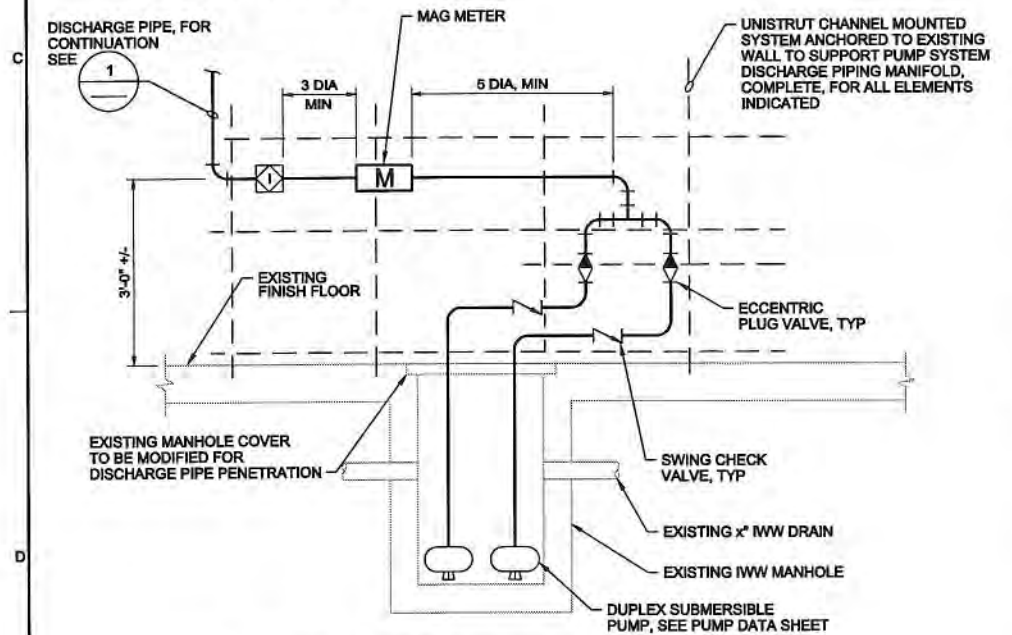 MAG METER
DISCHARGE PIPE, FOR
CONTINUATION
SEE
1
UNISTRUT CHANNEL MOUNTED
SYSTEM ANCHORED TO EXISTING
WALL TO SUPPORT PUMP SYSTEM
DISCHARGE PIPING MANIFOLD,
COMPLETE, FOR ALL ELEMENTS
INDICATED
C
3 DIA
MIN
5 DIA, MIN
I
M
3'-0" +/-
EXISTING
FINISH FLOOR
ECCENTRIC
PLUG VALVE, TYP
EXISTING MANHOLE COVER
TO BE MODIFIED FOR
DISCHARGE PIPE PENETRATION
SWING CHECK
VALVE, TYP
EXISTING x" IWW DRAIN
D
EXISTING IWW MANHOLE
DUPLEX SUBMERSIBLE
PUMP, SEE PUMP DATA SHEET